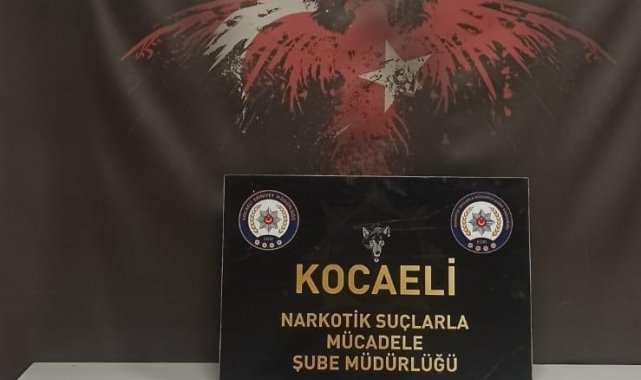 KOCAELİ
NARKOTİK SUÇLARLA
MÜCADELE
ŞUBE MÜDÜRLÜĞÜ